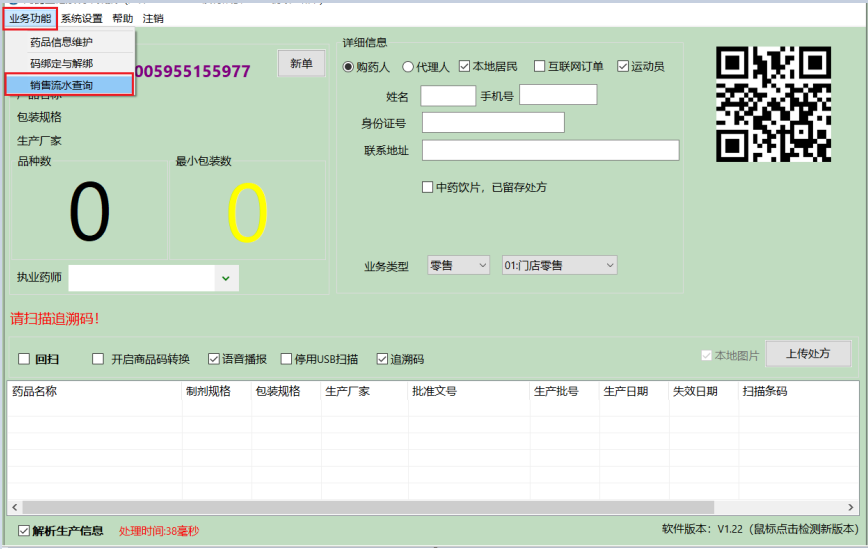 业务功能 系统设置 帮助 注销
药品信息维护
码绑定与解绑
销售流水查询
005955155977
新单
包装规格
生产厂家
品种数
最小包装数
0
0
执业药师
详细信息
购药人 代理人 本地居民 互联网订单 运动员
姓名 手机号
身份证号
联系地址
中药饮片，已留存处方
业务类型 零售 01:门店零售
请扫描追溯码!
回扫 开启商品码转换 语音播报 停用USB扫描 追溯码 本地图片 上传处方
药品名称 制剂规格 包装规格 生产厂家 批准文号 生产批号 生产日期 失效日期 扫描条码
解析生产信息 处理时间:38毫秒 软件版本：V1.22（鼠标点击检测新版本）